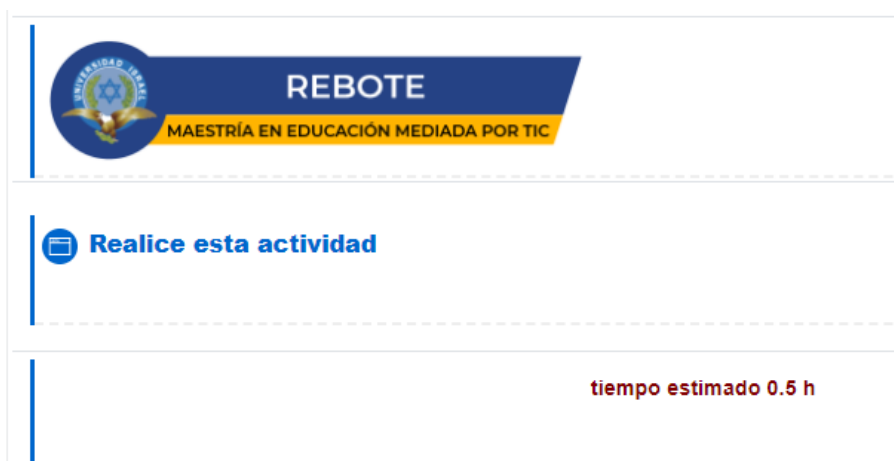 UNIVERSIDAD ISRAEL
REBOTE
MAESTRÍA EN EDUCACIÓN MEDIADA POR TIC
Realice esta actividad
tiempo estimado 0.5 h